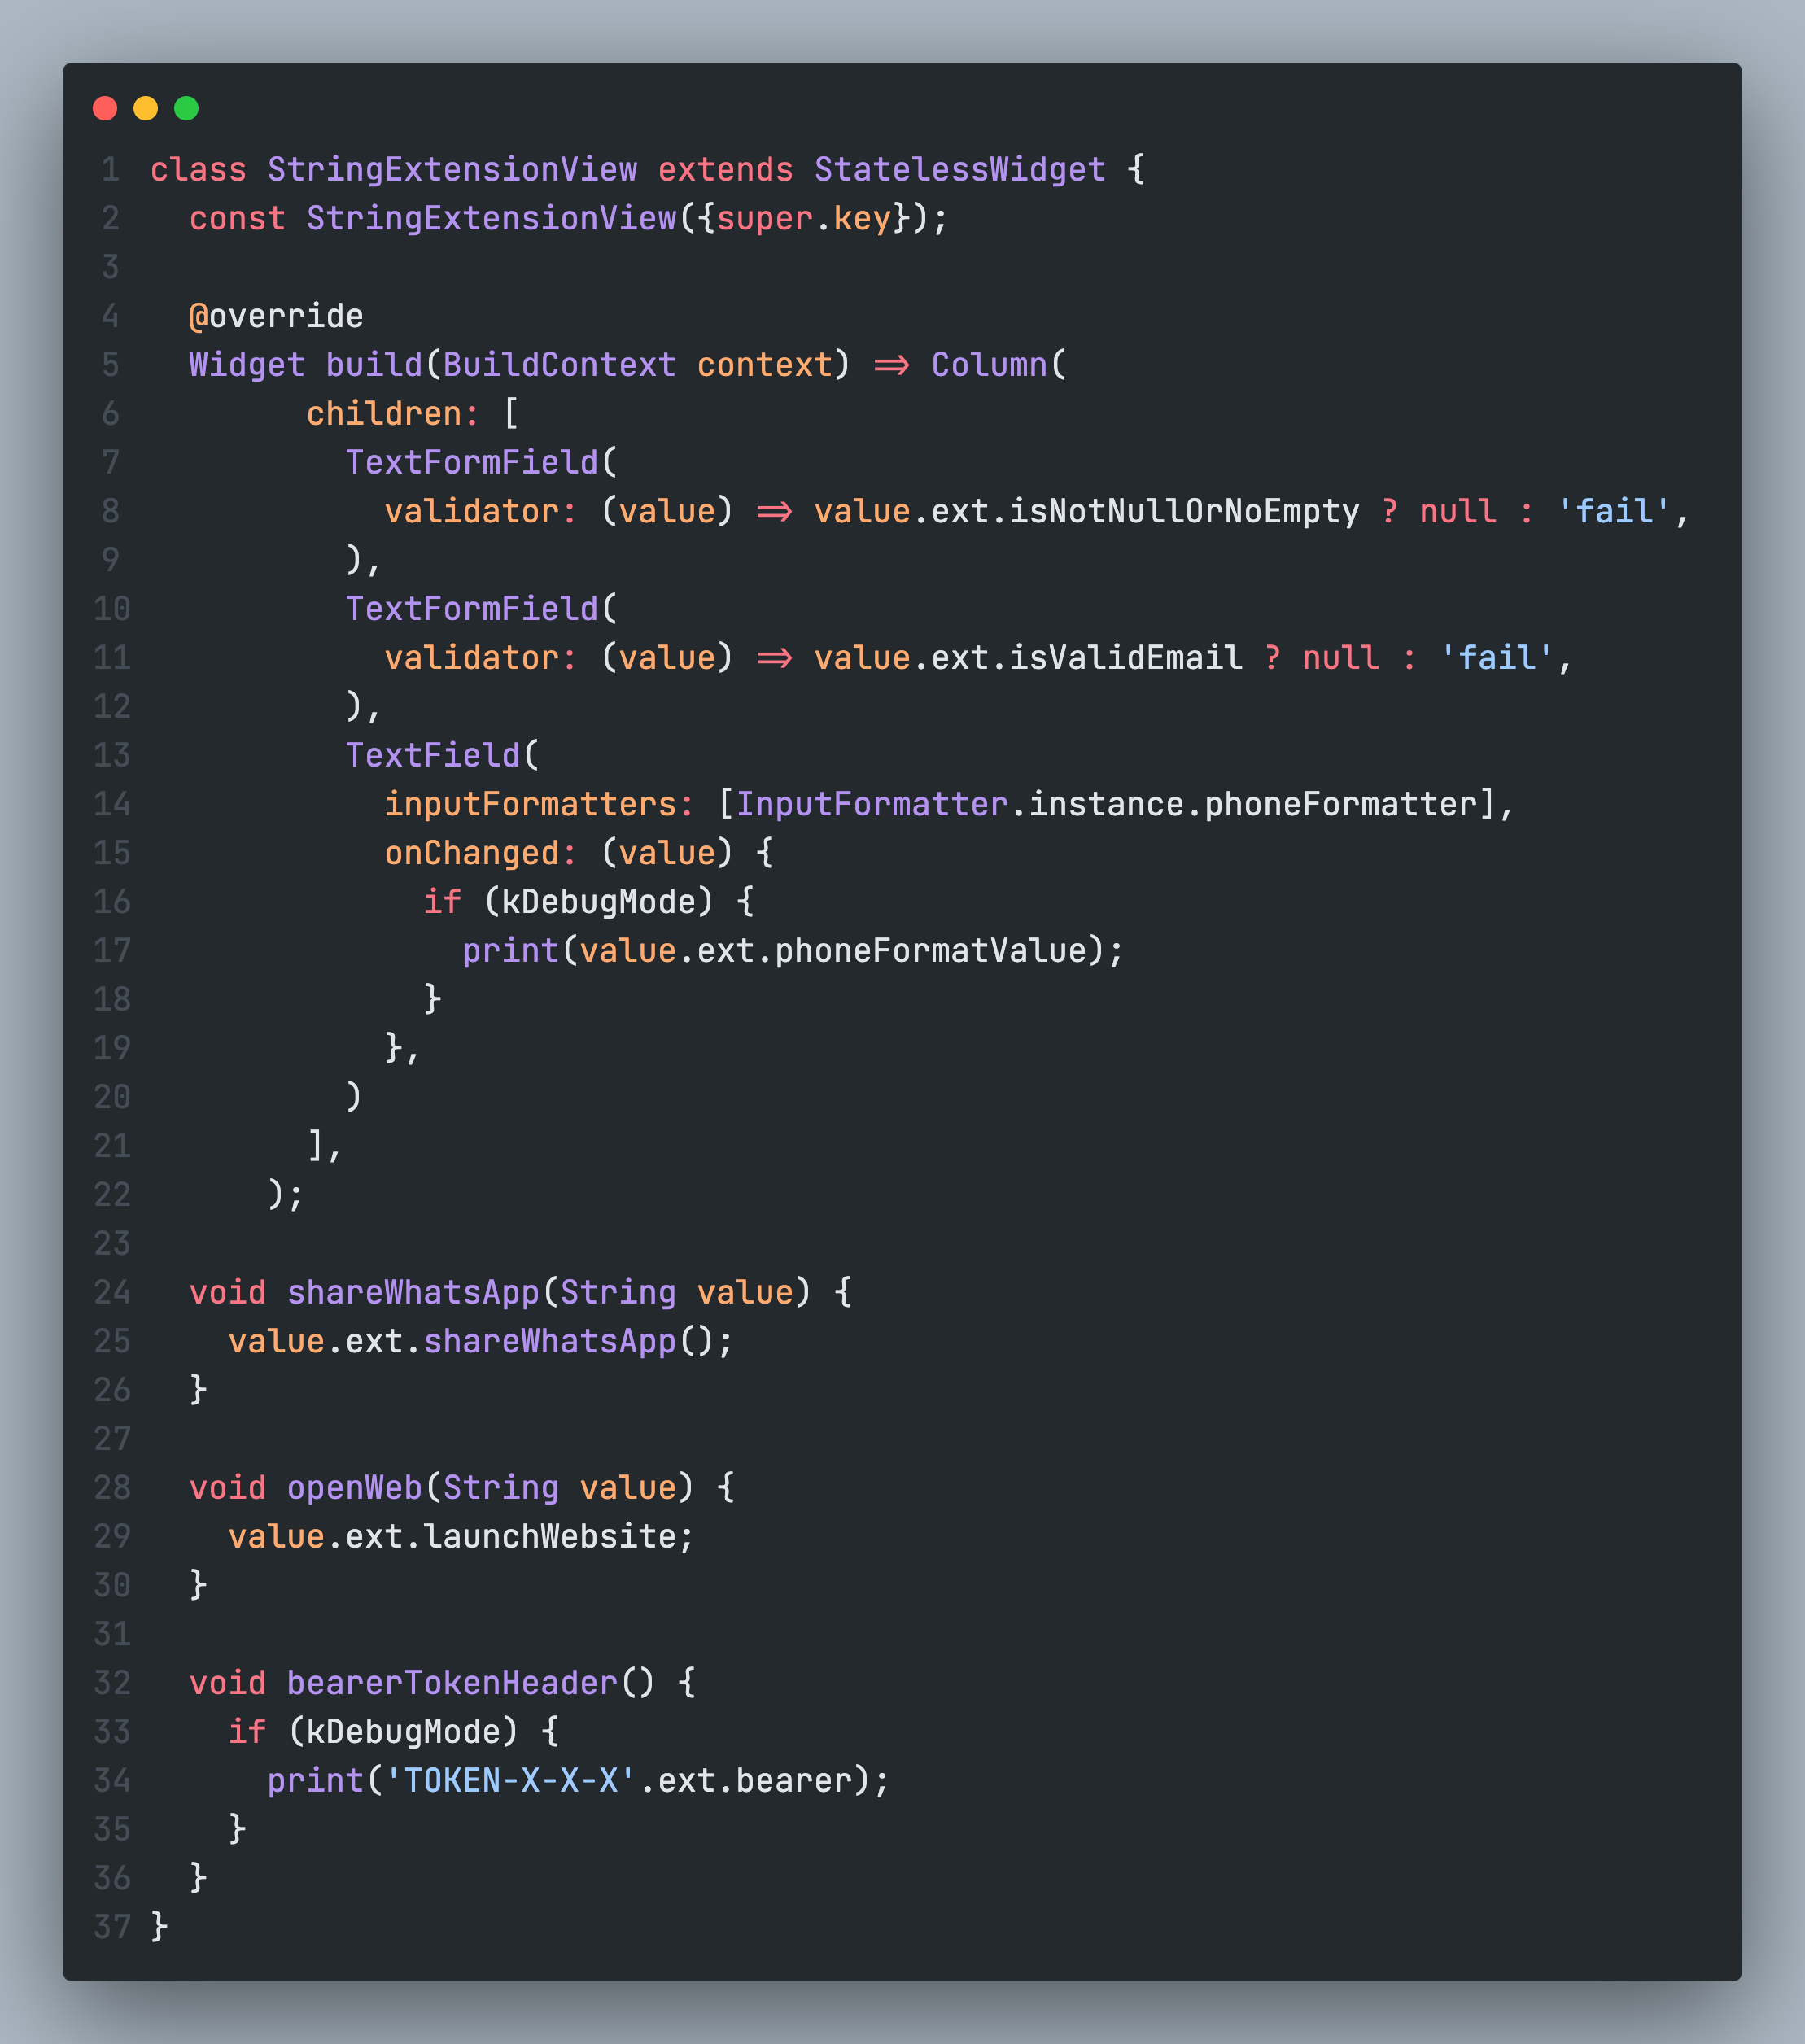 1 class StringExtensionView extends StatelessWidget {
2   const StringExtensionView({super.key});
3
4   @override
5   Widget build(BuildContext context) => Column(
6         children: [
7           TextFormField(
8             validator: (value) => value.ext.isNotNullOrNoEmpty ? null : 'fail',
9           ),
10           TextFormField(
11             validator: (value) => value.ext.isValidEmail ? null : 'fail',
12           ),
13           TextField(
14             inputFormatters: [InputFormatter.instance.phoneFormatter],
15             onChanged: (value) {
16               if (kDebugMode) {
17                 print(value.ext.phoneFormatValue);
18               }
19             },
20           )
21         ],
22       );
23
24   void shareWhatsApp(String value) {
25     value.ext.shareWhatsApp();
26   }
27
28   void openWeb(String value) {
29     value.ext.launchWebsite;
30   }
31
32   void bearerTokenHeader() {
33     if (kDebugMode) {
34       print('TOKEN-X-X-X'.ext.bearer);
35     }
36   }
37 }